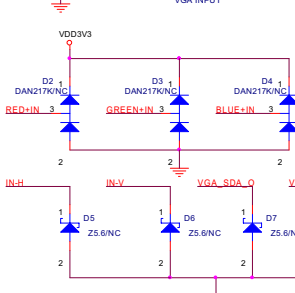 VGA INPUT
VDD3V3
D2 D3 D4
DAN217K/NC DAN217K/NC DAN217K/NC
1 1 1
RED+IN 3 GREEN+IN 3 BLUE+IN 3
2 2 2
IN-H IN-V VGA_SDA_O V
1 D5 1 D6 1 D7
Z5.6/NC Z5.6/NC Z5.6/N
2 2 2